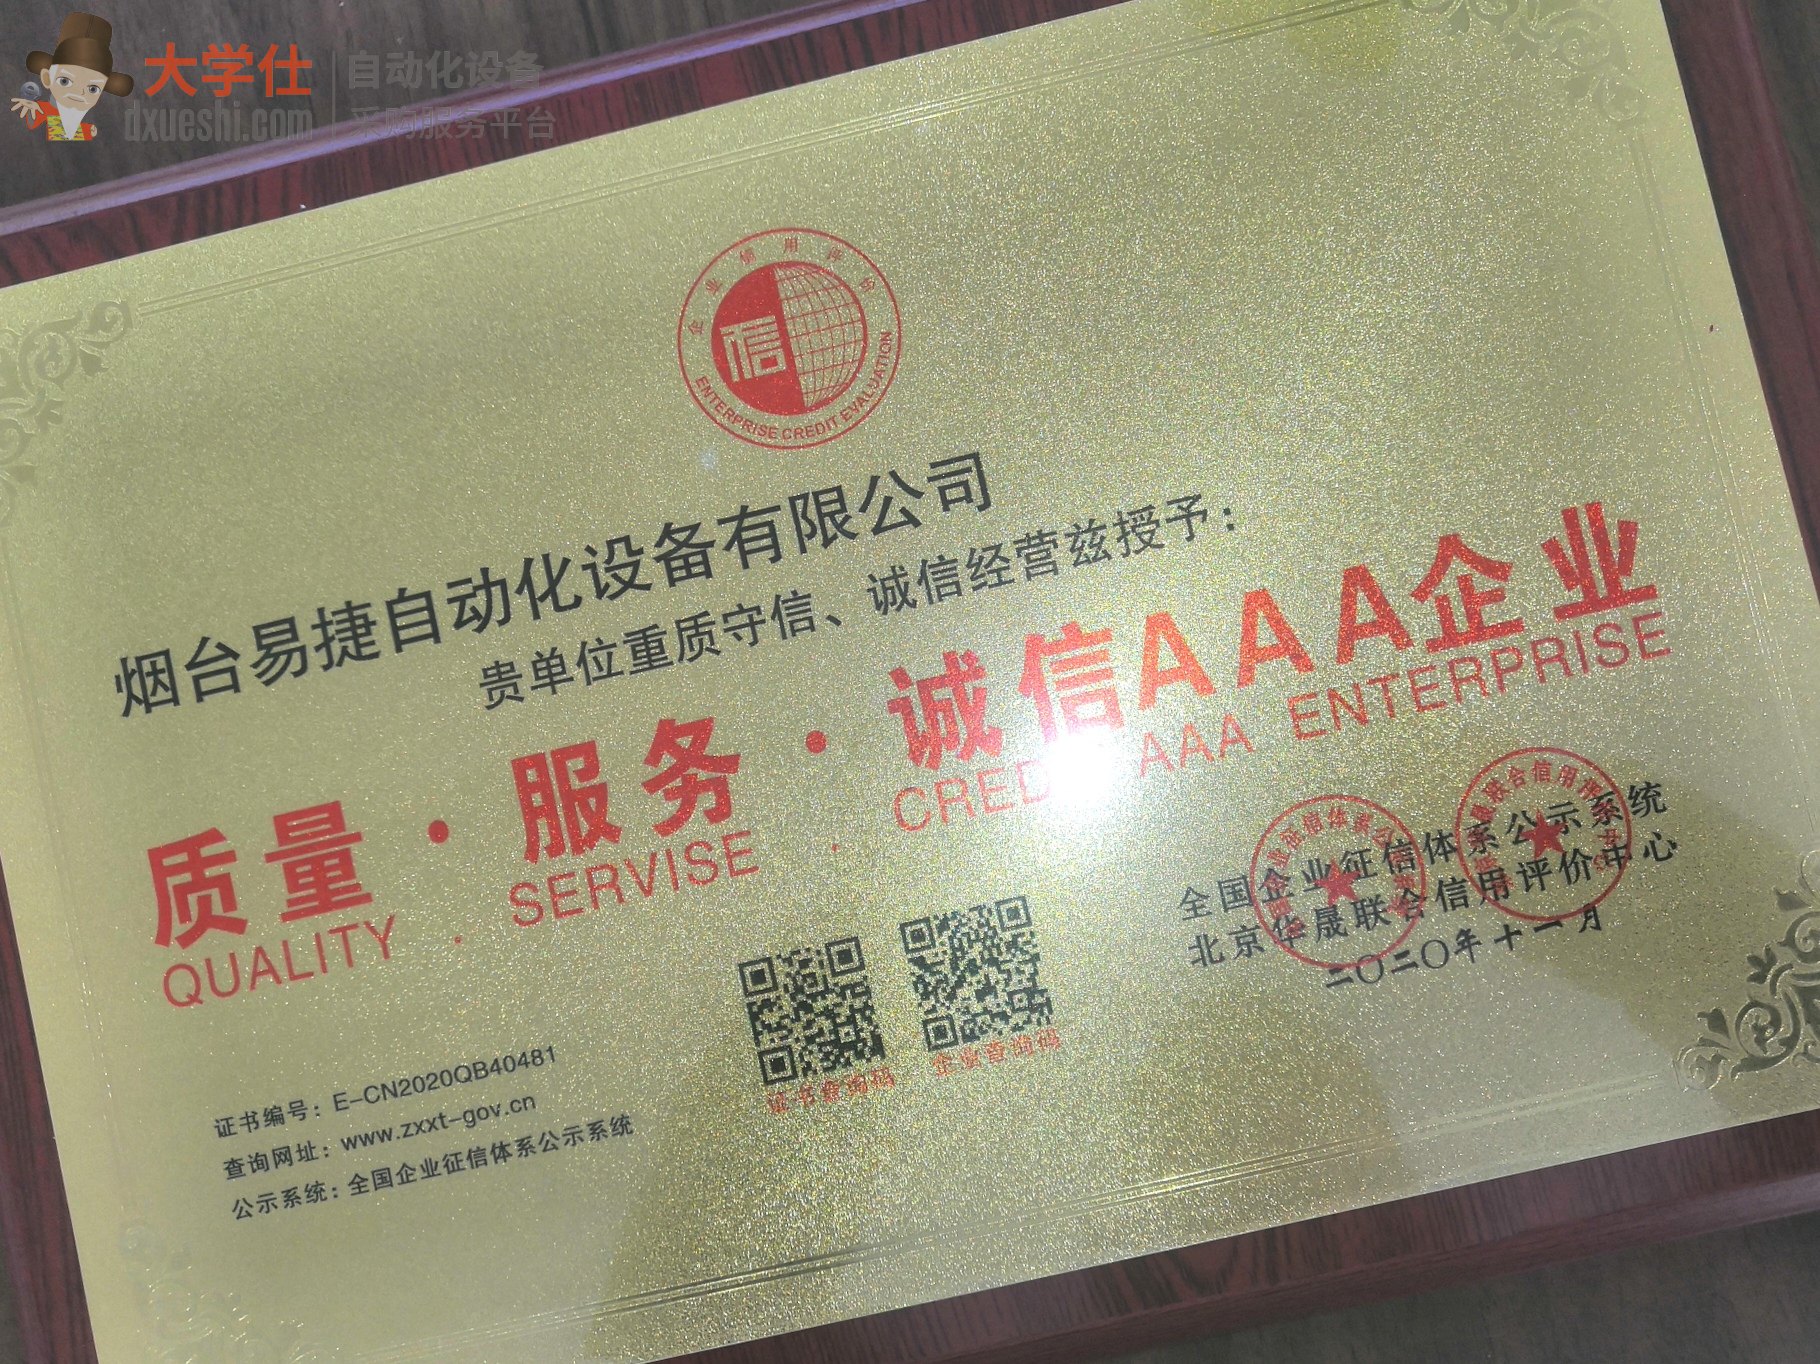 大学仕
dxueshi.com
自动化设备
采购服务平台
企业信用评价
信
ENTERPRISE CREDIT EVALUATION
烟台易捷自动化设备有限公司
贵单位重质守信、诚信经营兹授予：
质量·服务·诚信AAA企业
QUALITY . SERVISE . CREDIT AAA ENTERPRISE
全国企业征信体系公示系统
北京华晟联合信用评价中心
二〇二〇年十一月
证书查询码
企业查询码
证书编号：E-CN2020QB40481
查询网址：www.zxxt-gov.cn
公示系统：全国企业征信体系公示系统